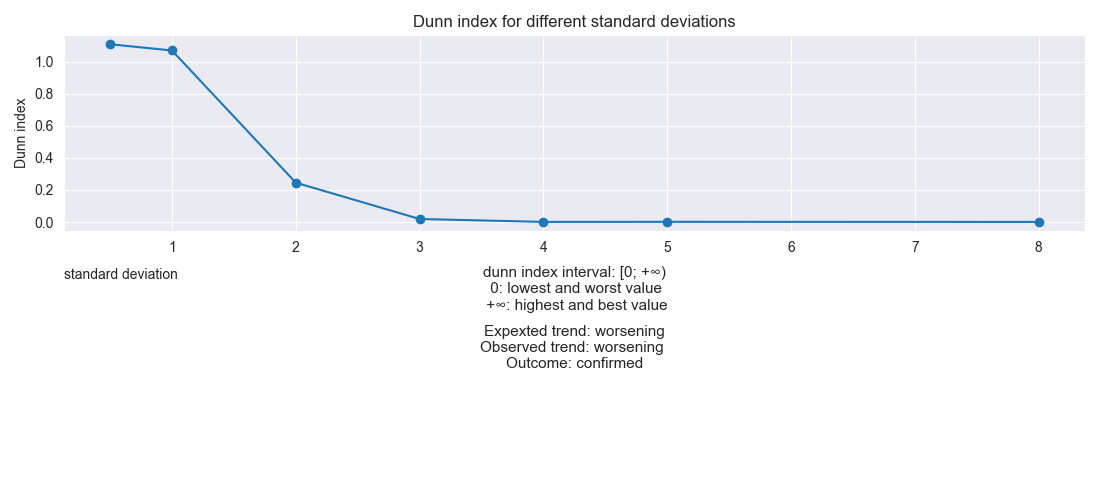 Dunn index for different standard deviations
Dunn index
1.0
0.8
0.6
0.4
0.2
0.0
1 2 3 4 5 6 7 8
standard deviation
dunn index interval: [0; +∞)
0: lowest and worst value
+∞: highest and best value
Expexted trend: worsening
Observed trend: worsening
Outcome: confirmed